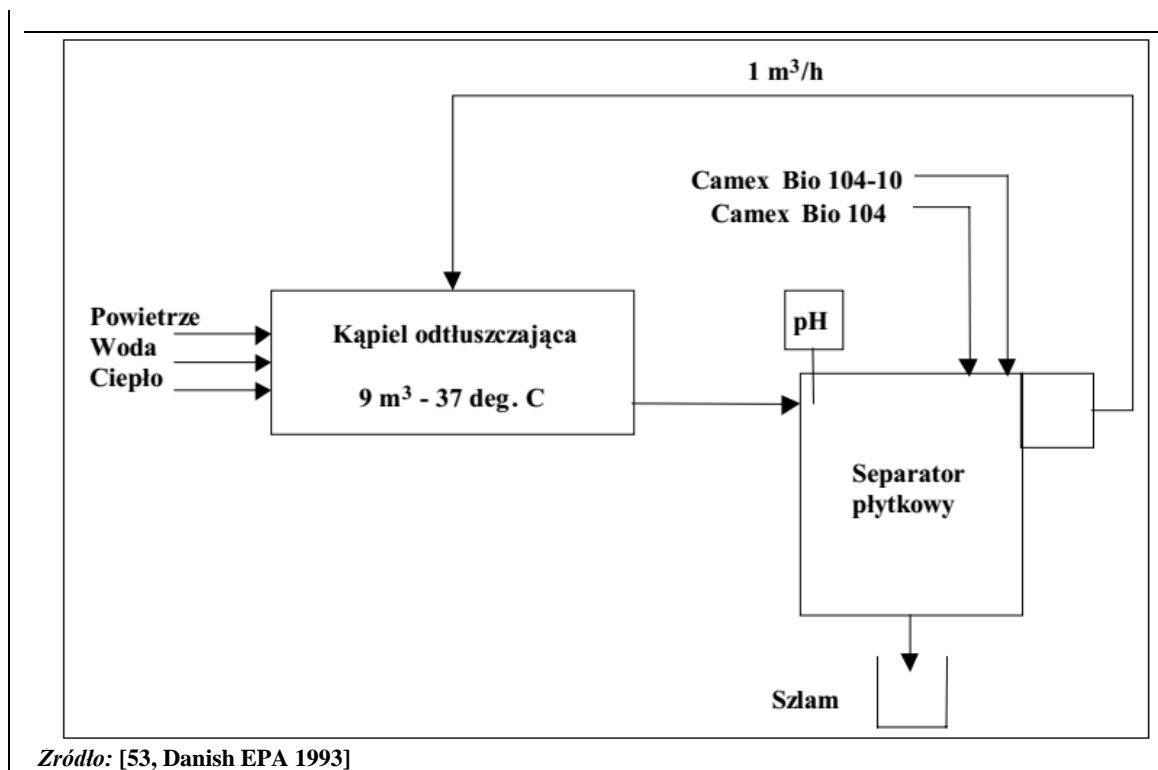 1 m³/h
Camex Bio 104-10
Camex Bio 104
Powietrze
Woda
Ciepło
Kąpiel odtłuszczająca
9 m³ - 37 deg. C
pH
Separator
płytkowy
Szlam
Zródło: [53, Danish EPA 1993]